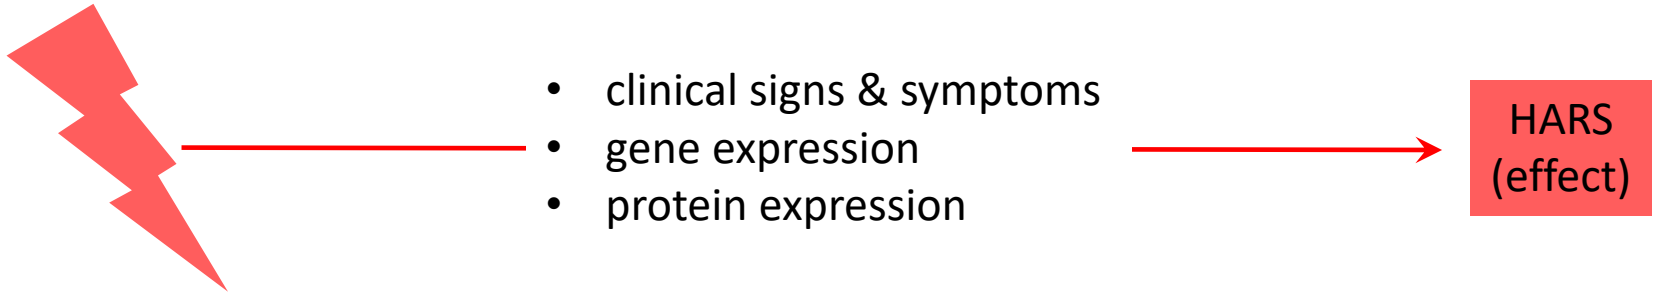 • clinical signs & symptoms
• gene expression
• protein expression
HARS
(effect)